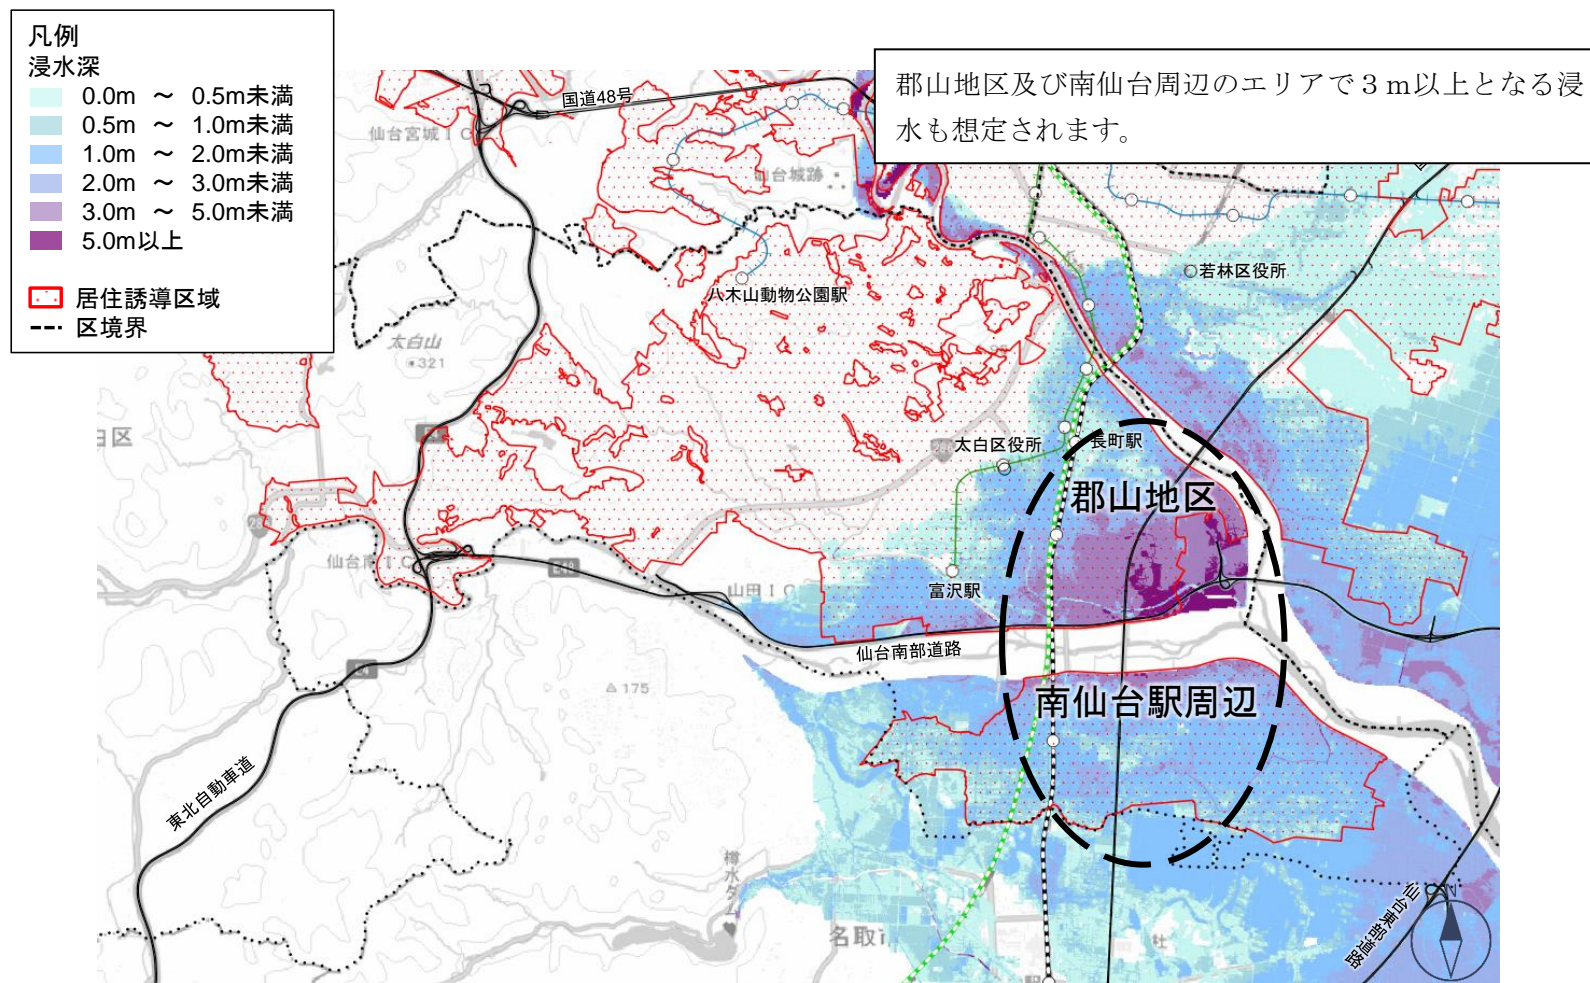 凡例
浸水深
0.0m ～ 0.5m未満
0.5m ～ 1.0m未満
1.0m ～ 2.0m未満
2.0m ～ 3.0m未満
3.0m ～ 5.0m未満
5.0m以上
居住誘導区域
区境界
郡山地区及び南仙台周辺のエリアで３ｍ以上となる浸
水も想定されます。
国道48号
仙台宮城ＩＣ
仙台城跡
若林区役所
八木山動物公園駅
太白山
321
白区
太白区役所
長町駅
郡山地区
仙台南ＩＣ
E48
山田ＩＣ
富沢駅
仙台南部道路
175
南仙台駅周辺
東北自動車道
樽水ダム
名取
杜
仙台東部道路